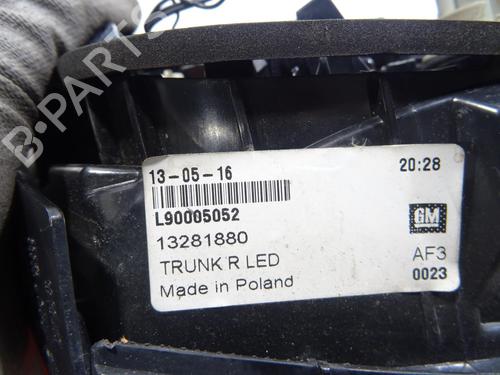 B-PARTS
13-05-16 20:28
L90005052
GM
13281880
TRUNK R LED AF3
Made in Poland 0023